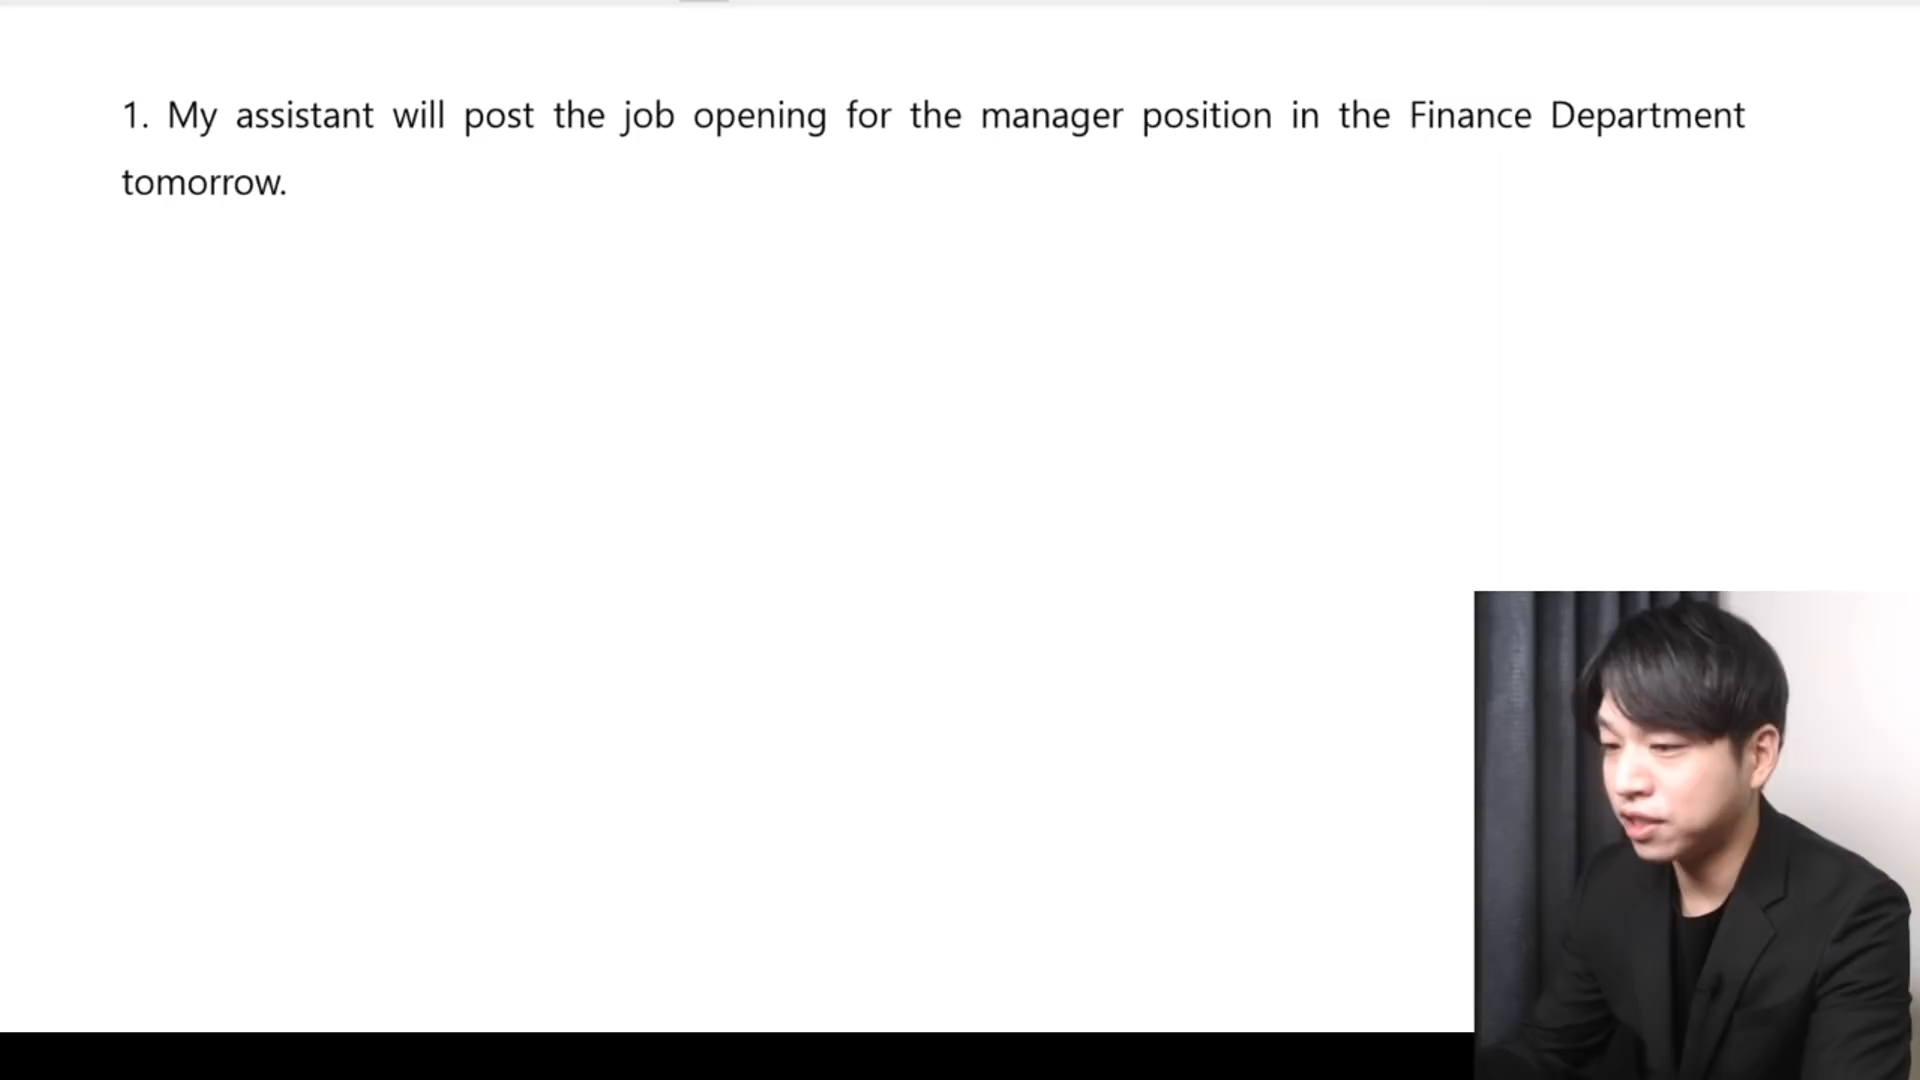 1. My assistant will post the job opening for the manager position in the Finance Department
tomorrow.